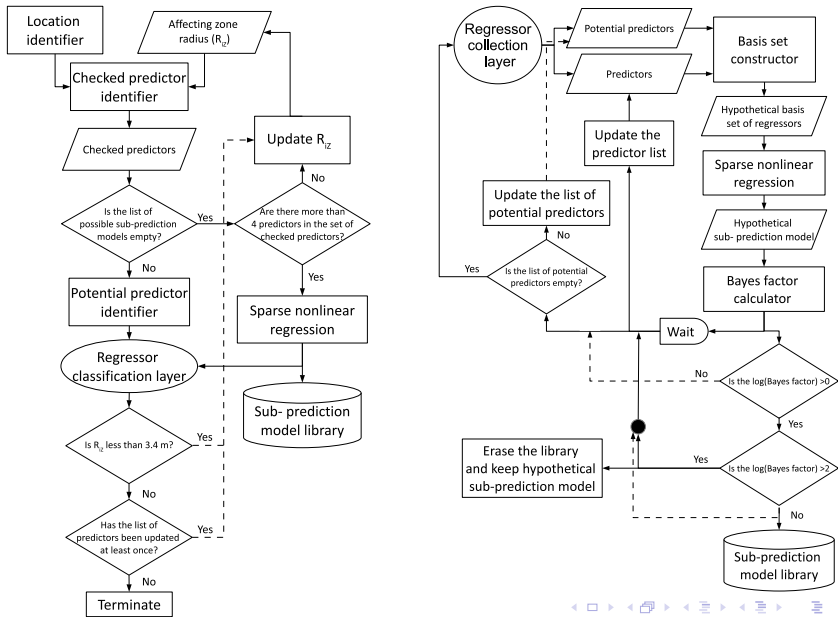 Location
identifier
Affecting zone
radius (R_iz)
Checked predictor
identifier
Checked predictors
Update R_iz
No
Is the list of
possible sub-prediction
models empty?
Yes
Are there more than
4 predictors in the set of
checked predictors?
No
Yes
Potential predictor
identifier
Sparse nonlinear
regression
Regressor
classification layer
Sub- prediction
model library
Is R_iz less than 3.4 m?
Yes
No
Has the list of
predictors been updated
at least once?
Yes
No
Terminate
Regressor
collection layer
Potential predictors
Predictors
Basis set
constructor
Hypothetical basis
set of regressors
Update the
predictor list
Sparse nonlinear
regression
Update the list of
potential predictors
Hypothetical
sub- prediction model
No
Yes
Is the list of potential
predictors empty?
Bayes factor
calculator
Wait
No
Is the log(Bayes factor) >0
Yes
Erase the library
and keep hypothetical
sub-prediction model
Yes
Is the log(Bayes factor) >2
No
Sub-prediction
model library